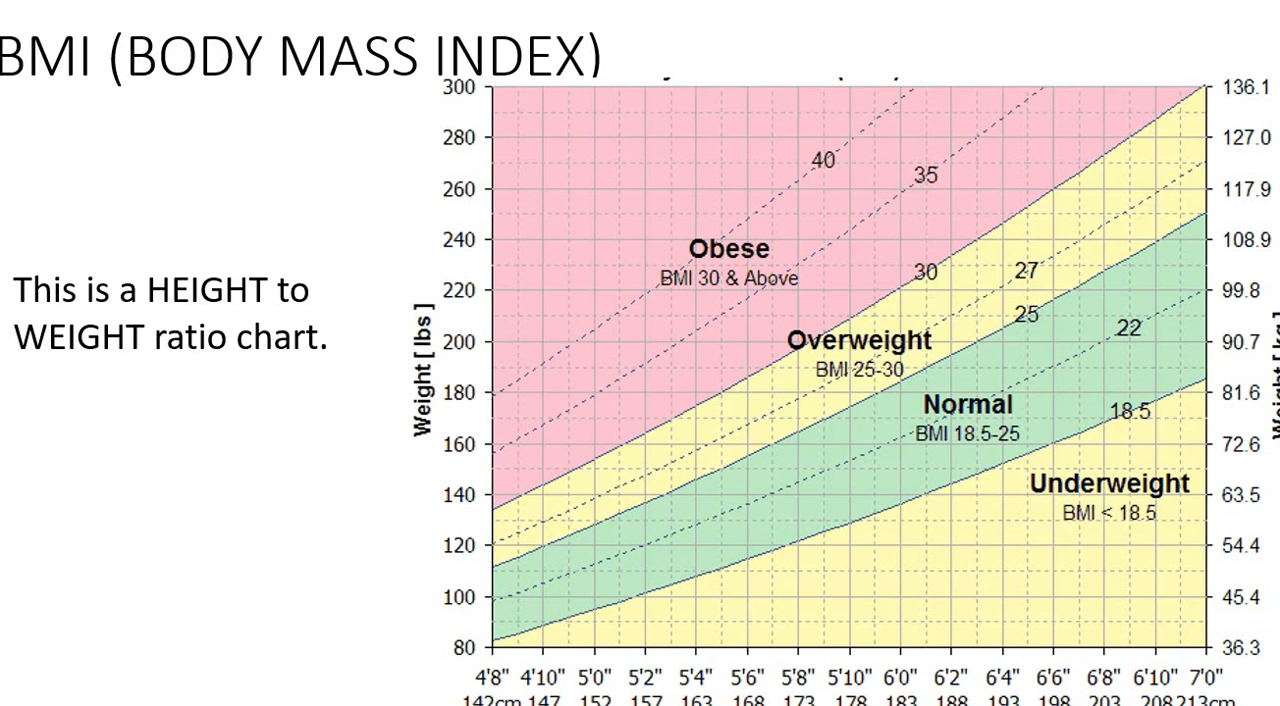 BMI (BODY MASS INDEX)
This is a HEIGHT to
WEIGHT ratio chart.
Weight [ lbs ]
300
280
260
240
220
200
180
160
140
120
100
80
40
35
Obese
BMI 30 & Above
30
27
25
Overweight
BMI 25-30
22
Normal
BMI 18.5-25
18.5
Underweight
BMI < 18.5
136.1
127.0
117.9
108.9
99.8
90.7
81.6
72.6
63.5
54.4
45.4
36.3
4'8" 4'10" 5'0" 5'2" 5'4" 5'6" 5'8" 5'10" 6'0" 6'2" 6'4" 6'6" 6'8" 6'10" 7'0"
142cm 147 152 157 163 168 173 178 183 188 193 198 203 208 213cm